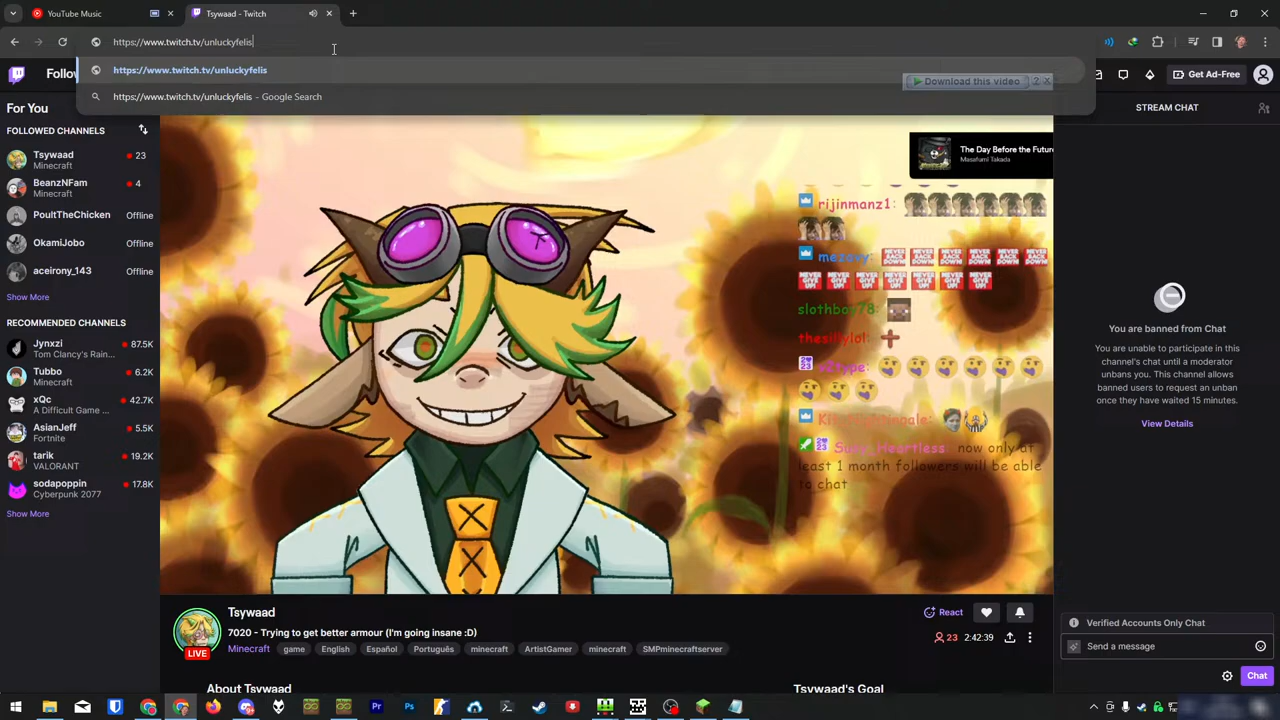 YouTube Music
Tsywaad - Twitch
https://www.twitch.tv/unluckyfelis
https://www.twitch.tv/unluckyfelis
https://www.twitch.tv/unluckyfelis - Google Search
Download this video
Follow
Get Ad-Free
For You
FOLLOWED CHANNELS
Tsywaad
Minecraft
23
BeanzNFam
Minecraft
4
PoultTheChicken
Offline
OkamiJobo
Offline
aceirony_143
Offline
Show More
RECOMMENDED CHANNELS
Jynxzi
Tom Clancy's Rain...
87.5K
Tubbo
Minecraft
6.2K
xQc
A Difficult Game ...
42.7K
AsianJeff
Fortnite
5.5K
tarik
VALORANT
19.2K
sodapoppin
Cyberpunk 2077
17.8K
Show More
The Day Before the Future
Masafumi Takada
rijinmanz1:
slothboy78:
thesillylol:
now only at
least 1 month followers will be able
to chat
STREAM CHAT
You are banned from Chat
You are unable to participate in
this channel's chat until a moderator
unbans you. This channel allows
banned users to request an unban
once they have waited 15 minutes.
View Details
Verified Accounts Only Chat
Send a message
Chat
Tsywaad
LIVE
7020 - Trying to get better armour (I'm going insane :D)
Minecraft
game
English
Español
Português
minecraft
ArtistGamer
minecraft
SMPminecraftserver
React
23
2:42:39
About Tsywaad
Tsywaad's Goal